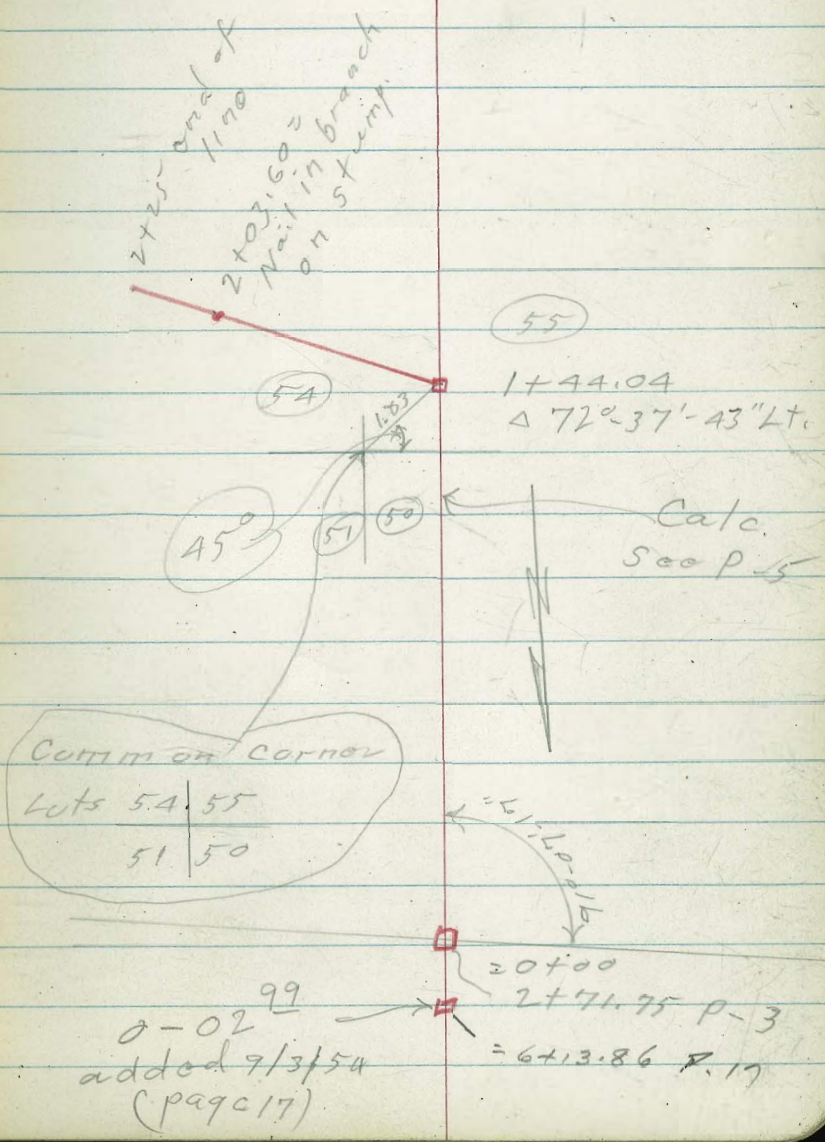 2+25 end of
line
2+03.60 =
Nail in branch
on stump.
55
54
1+44.04
Δ 72°-37'-43" Lt.
1.83
45°
51
50
Calc
See P-5
Common Corner
Lots 54 | 55
51 | 50
= 0+00
2+71.75 P-3
0-02 99
added 9/3/54
(page 17)
= 6+13.86 P.17